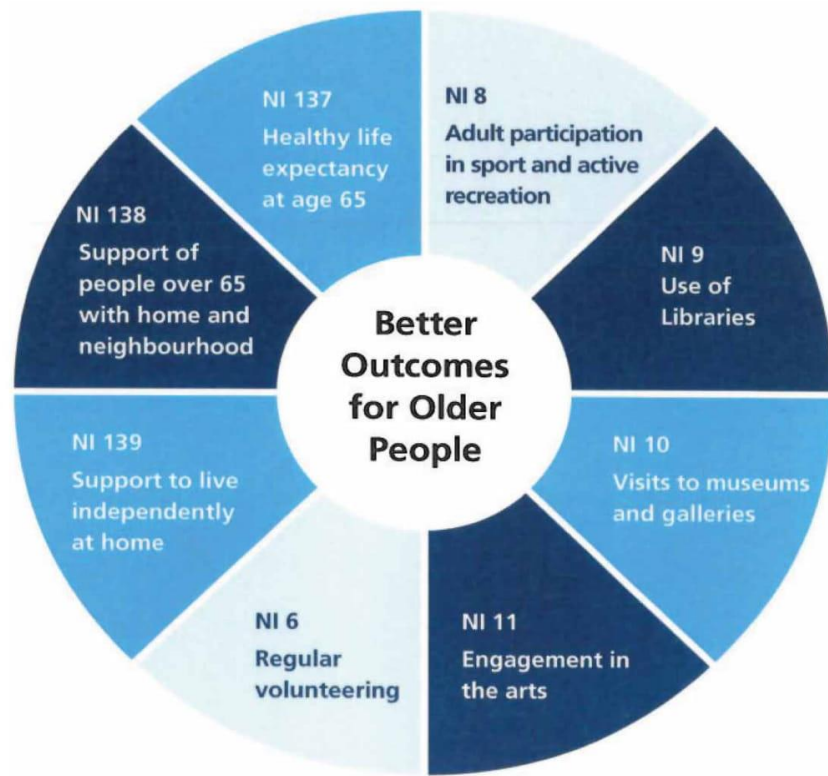 Better
Outcomes
for Older
People
NI 8
Adult participation
in sport and active
recreation
NI 9
Use of
Libraries
NI 10
Visits to museums
and galleries
NI 11
Engagement in
the arts
NI 6
Regular
volunteering
NI 139
Support to live
independently
at home
NI 138
Support of
people over 65
with home and
neighbourhood
NI 137
Healthy life
expectancy
at age 65